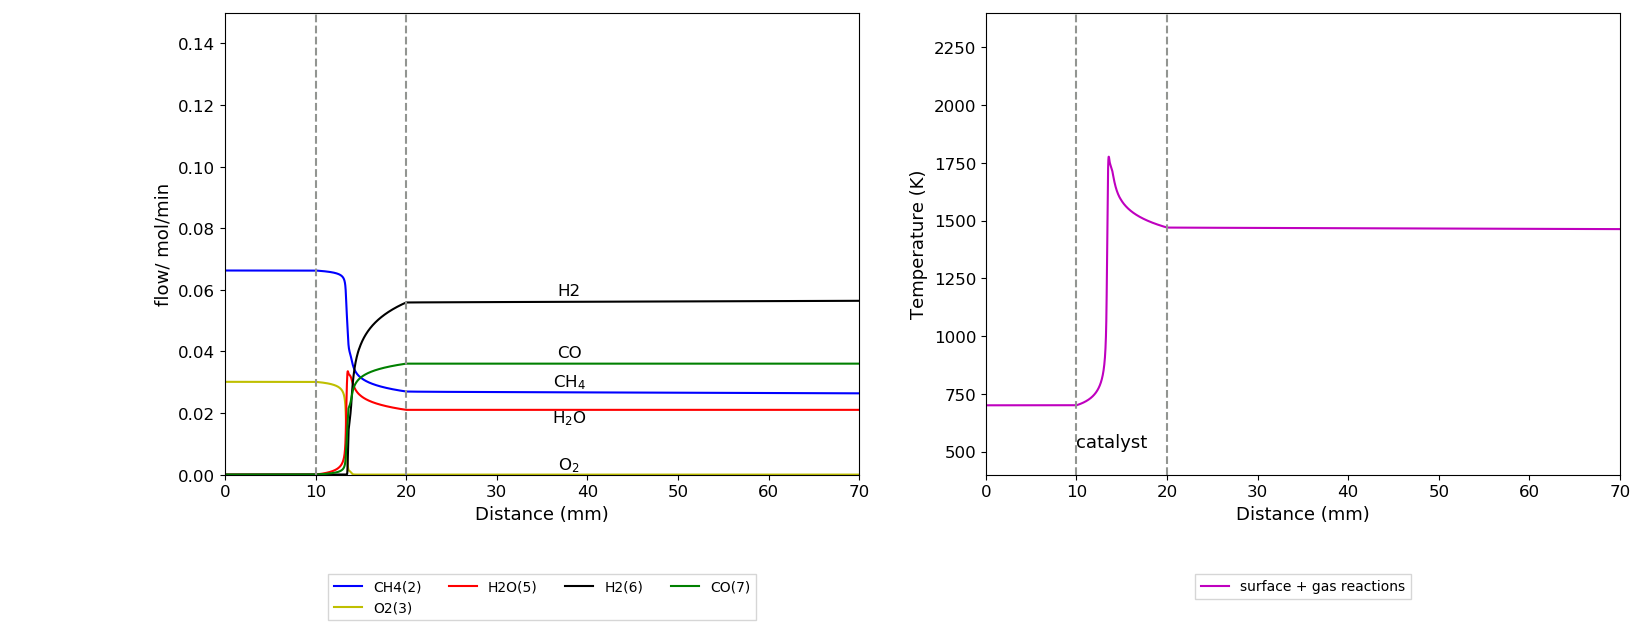 0.14
0.12
0.10
0.08
0.06
0.04
0.02
0.00
flow/ mol/min
H2
CO
CH₄
H₂O
O₂
0 10 20 30 40 50 60 70
Distance (mm)
CH4(2) H2O(5) H2(6) CO(7)
O2(3)
2250
2000
1750
1500
1250
1000
750
500
Temperature (K)
catalyst
0 10 20 30 40 50 60 70
Distance (mm)
surface + gas reactions